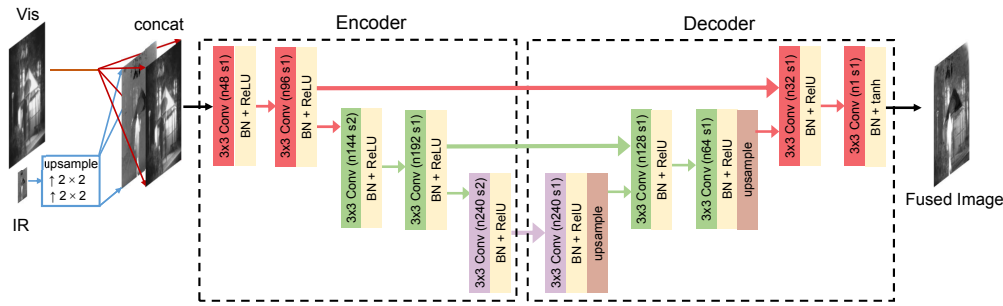 Vis
concat
Encoder
Decoder
3x3 Conv (n48 s1)
BN + ReLU
3x3 Conv (n96 s1)
BN + ReLU
3x3 Conv (n144 s2)
BN + ReLU
3x3 Conv (n192 s1)
BN + ReLU
3x3 Conv (n240 s2)
BN + RelU
3x3 Conv (n240 s1)
BN + RelU
upsample
3x3 Conv (n128 s1)
BN + RelU
3x3 Conv (n64 s1)
BN + RelU
upsample
3x3 Conv (n32 s1)
BN + RelU
3x3 Conv (n1 s1)
BN + tanh
upsample
↑ 2 × 2
↑ 2 × 2
IR
Fused Image